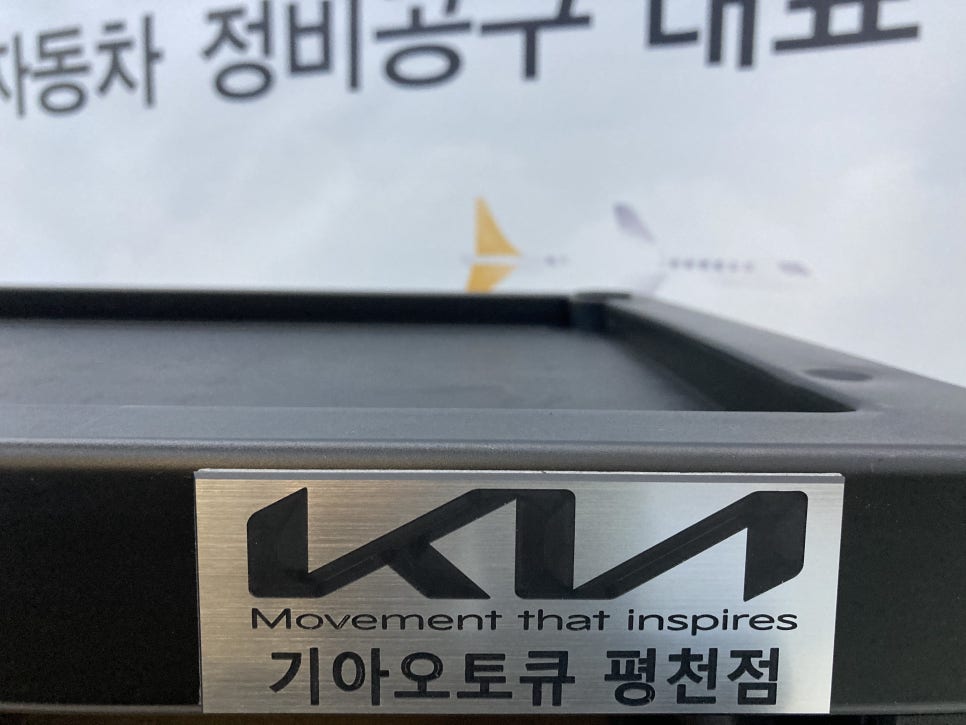 자동차 정비공구 대표
KIA
Movement that inspires
기아오토큐 평천점